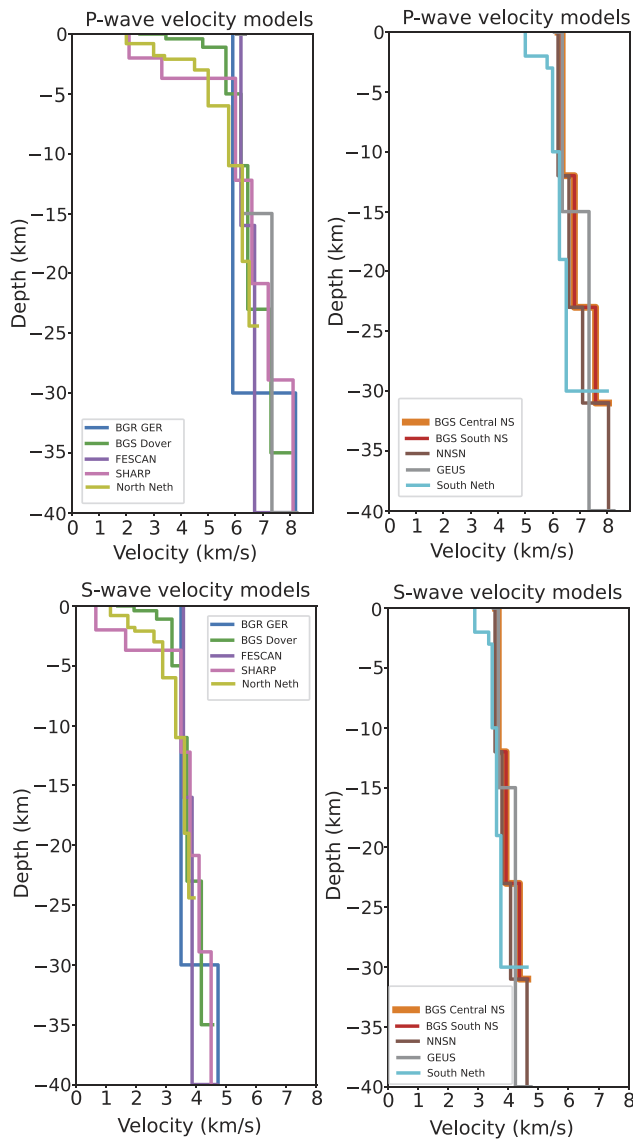 P-wave velocity models
0
−5
−10
−15
−20
−25
−30
−35
−40
Depth (km)
BGR GER
BGS Dover
FESCAN
SHARP
North Neth
0 1 2 3 4 5 6 7 8
Velocity (km/s)
P-wave velocity models
0
−5
−10
−15
−20
−25
−30
−35
−40
Depth (km)
BGS Central NS
BGS South NS
NNSN
GEUS
South Neth
0 1 2 3 4 5 6 7 8
Velocity (km/s)
S-wave velocity models
0
−5
−10
−15
−20
−25
−30
−35
−40
Depth (km)
BGR GER
BGS Dover
FESCAN
SHARP
North Neth
0 1 2 3 4 5 6 7 8
Velocity (km/s)
S-wave velocity models
0
−5
−10
−15
−20
−25
−30
−35
−40
Depth (km)
BGS Central NS
BGS South NS
NNSN
GEUS
South Neth
0 1 2 3 4 5 6 7 8
Velocity (km/s)